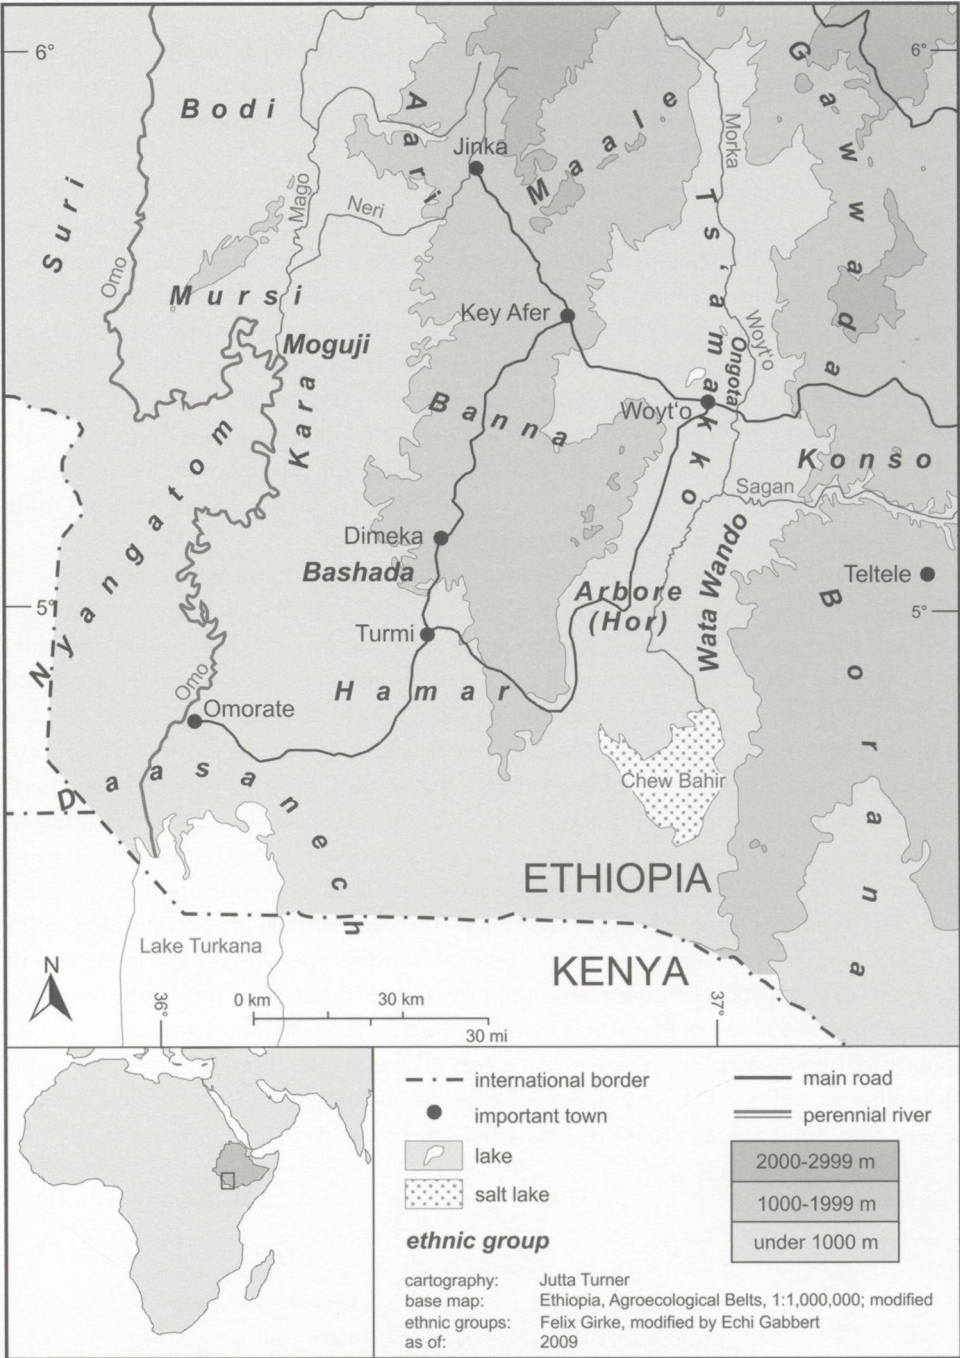 6°
6°
Bodi
Aari
Maale
Gawwada
Jinka
Morka
Suri
Mago
Neri
Ts'amakko
Omo
Mursi
Key Afer
Woyt'o
Moguji
Ongota
Kara
Banna
Woyt'o
Nyangatom
Konso
Sagan
Dimeka
Bashada
Wata Wando
Teltele
5°
Arbore
(Hor)
5°
Borana
Turmi
Omo
Hamar
Omorate
Daasanech
Chew Bahir
ETHIOPIA
Lake Turkana
KENYA
N
36°
0 km 30 km
37°
30 mi
international border
main road
important town
perennial river
lake
2000-2999 m
salt lake
1000-1999 m
ethnic group
under 1000 m
cartography: Jutta Turner
base map: Ethiopia, Agroecological Belts, 1:1,000,000; modified
ethnic groups: Felix Girke, modified by Echi Gabbert
as of: 2009